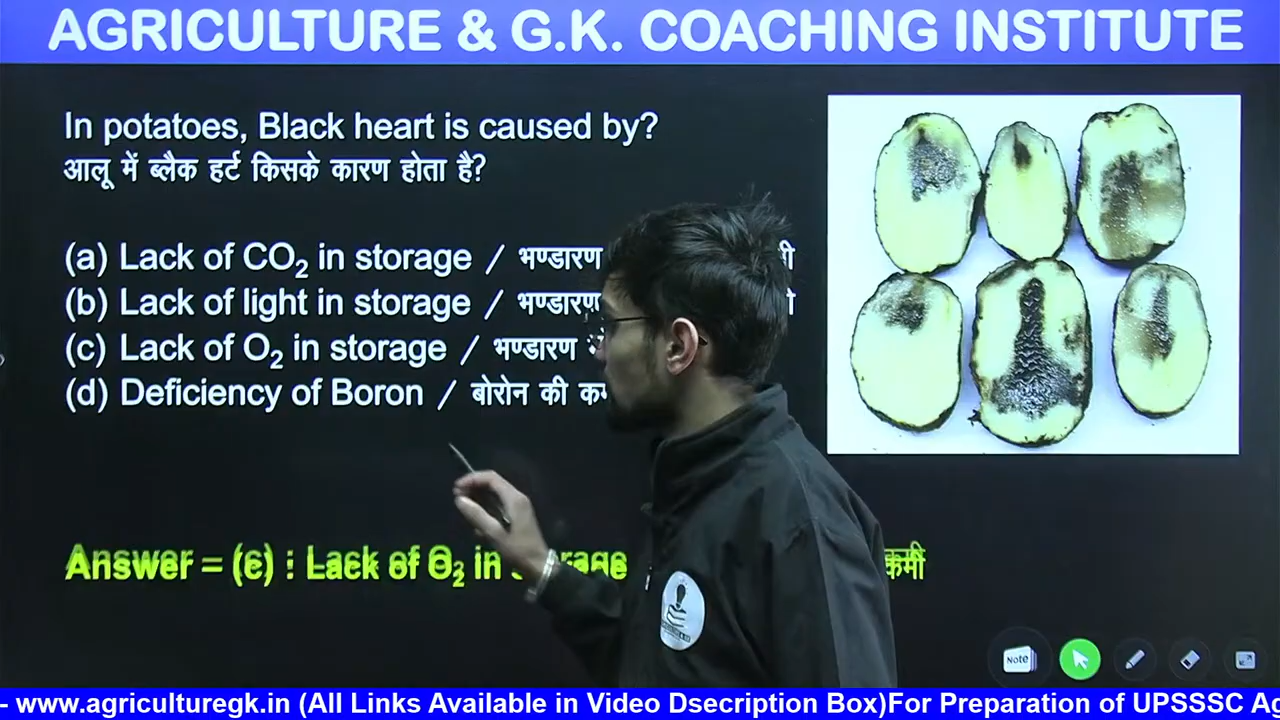 AGRICULTURE & G.K. COACHING INSTITUTE
In potatoes, Black heart is caused by?
आलू में ब्लैक हर्ट किसके कारण होता है?
(a) Lack of CO₂ in storage / भण्डारण
(b) Lack of light in storage / भण्डारण
(c) Lack of O₂ in storage / भण्डारण
(d) Deficiency of Boron / बोरोन की
Answer – (c) : Lack of O₂ in storage कमी
Note
- www.agriculturegk.in (All Links Available in Video Dsecription Box)For Preparation of UPSSSC